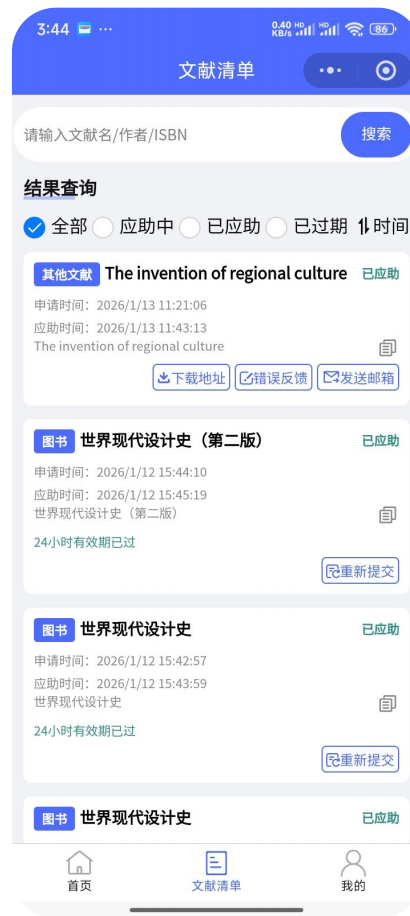 3:44 ··· 0.40 KB/s HD HD 86
文献清单
请输入文献名/作者/ISBN 搜索
结果查询
全部 应助中 已应助 已过期 时间
其他文献 The invention of regional culture 已应助
申请时间：2026/1/13 11:21:06
应助时间：2026/1/13 11:43:13
The invention of regional culture
下载地址 错误反馈 发送邮箱
图书 世界现代设计史（第二版） 已应助
申请时间：2026/1/12 15:44:10
应助时间：2026/1/12 15:45:19
世界现代设计史（第二版）
24小时有效期已过
重新提交
图书 世界现代设计史 已应助
申请时间：2026/1/12 15:42:57
应助时间：2026/1/12 15:43:59
世界现代设计史
24小时有效期已过
重新提交
图书 世界现代设计史 已应助
首页 文献清单 我的